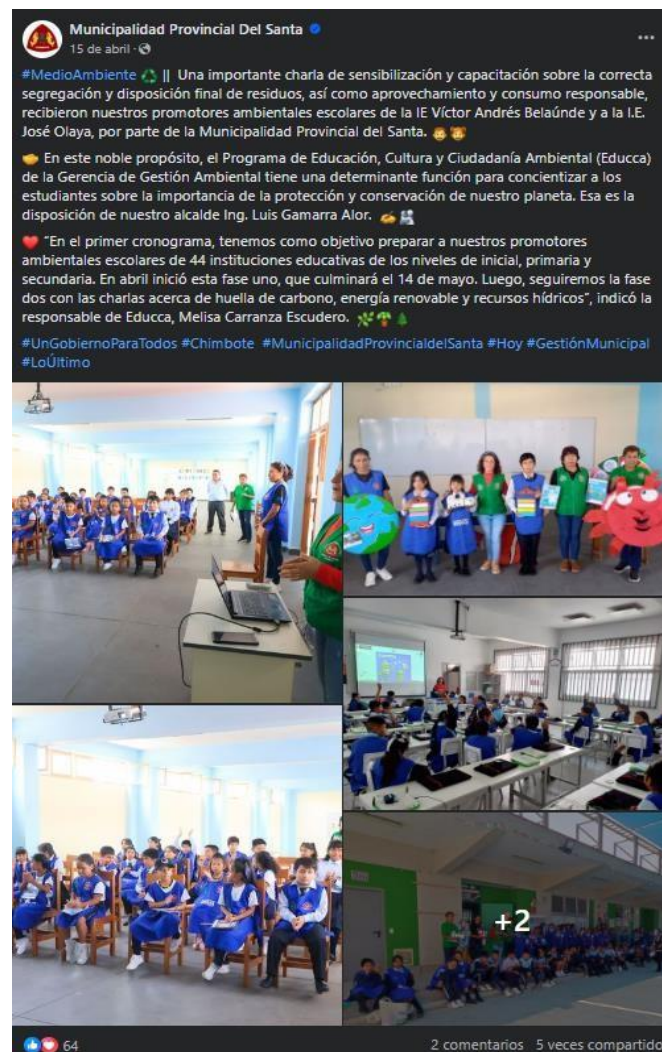 Municipalidad Provincial Del Santa
15 de abril ·
#MedioAmbiente ♻ || Una importante charla de sensibilización y capacitación sobre la correcta
segregación y disposición final de residuos, así como aprovechamiento y consumo responsable,
recibieron nuestros promotores ambientales escolares de la IE Víctor Andrés Belaúnde y a la I.E.
José Olaya, por parte de la Municipalidad Provincial del Santa.
En este noble propósito, el Programa de Educación, Cultura y Ciudadanía Ambiental (Educca)
de la Gerencia de Gestión Ambiental tiene una determinante función para concientizar a los
estudiantes sobre la importancia de la protección y conservación de nuestro planeta. Esa es la
disposición de nuestro alcalde Ing. Luis Gamarra Alor.
❤ "En el primer cronograma, tenemos como objetivo preparar a nuestros promotores
ambientales escolares de 44 instituciones educativas de los niveles de inicial, primaria y
secundaria. En abril inició esta fase uno, que culminará el 14 de mayo. Luego, seguiremos la fase
dos con las charlas acerca de huella de carbono, energía renovable y recursos hídricos", indicó la
responsable de Educca, Melisa Carranza Escudero. 🌿🌴🌲
#UnGobiernoParaTodos #Chimbote #MunicipalidadProvincialdelSanta #Hoy #GestiónMunicipal
#LoÚltimo
+2
64
2 comentarios 5 veces compartido